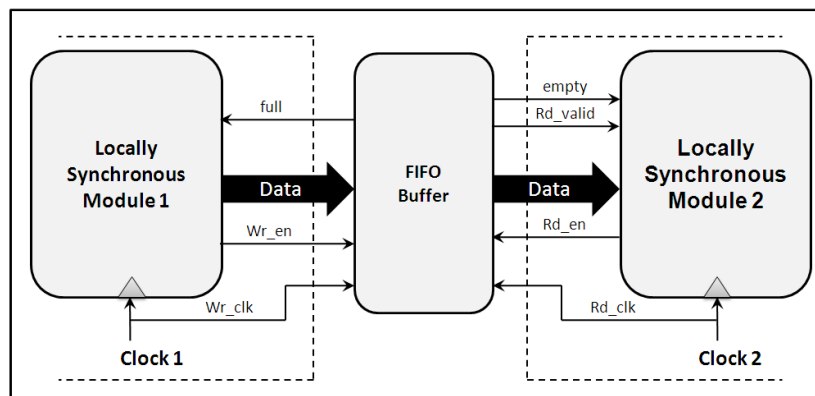 Locally
Synchronous
Module 1
full
Data
Wr_en
Wr_clk
Clock 1
FIFO
Buffer
empty
Rd_valid
Data
Rd_en
Rd_clk
Locally
Synchronous
Module 2
Clock 2